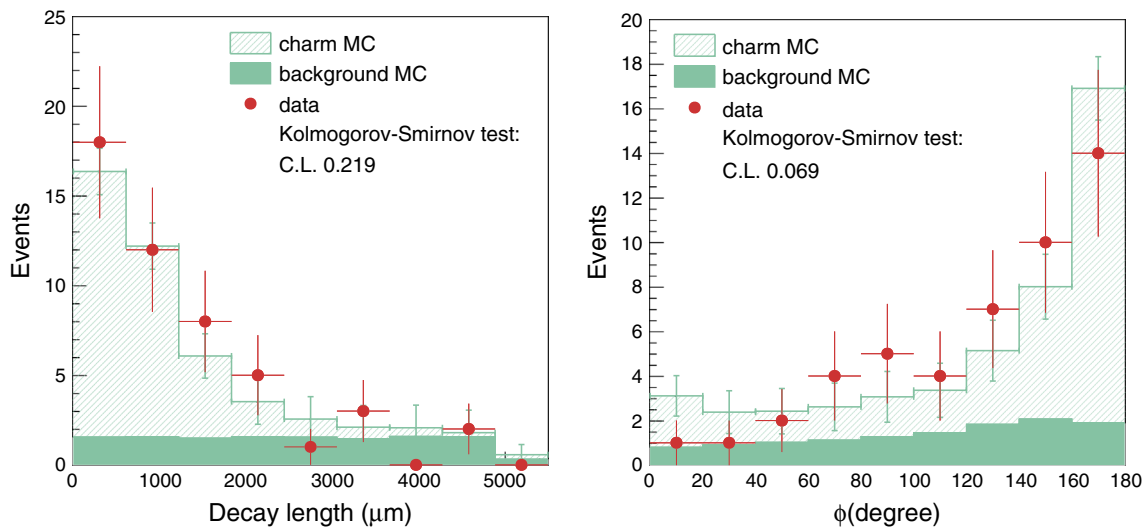 25
20
15
10
5
0
Events
charm MC
background MC
data
Kolmogorov-Smirnov test:
C.L. 0.219
0 1000 2000 3000 4000 5000
Decay length (μm)
20
18
16
14
12
10
8
6
4
2
0
Events
charm MC
background MC
data
Kolmogorov-Smirnov test:
C.L. 0.069
0 20 40 60 80 100 120 140 160 180
ϕ(degree)